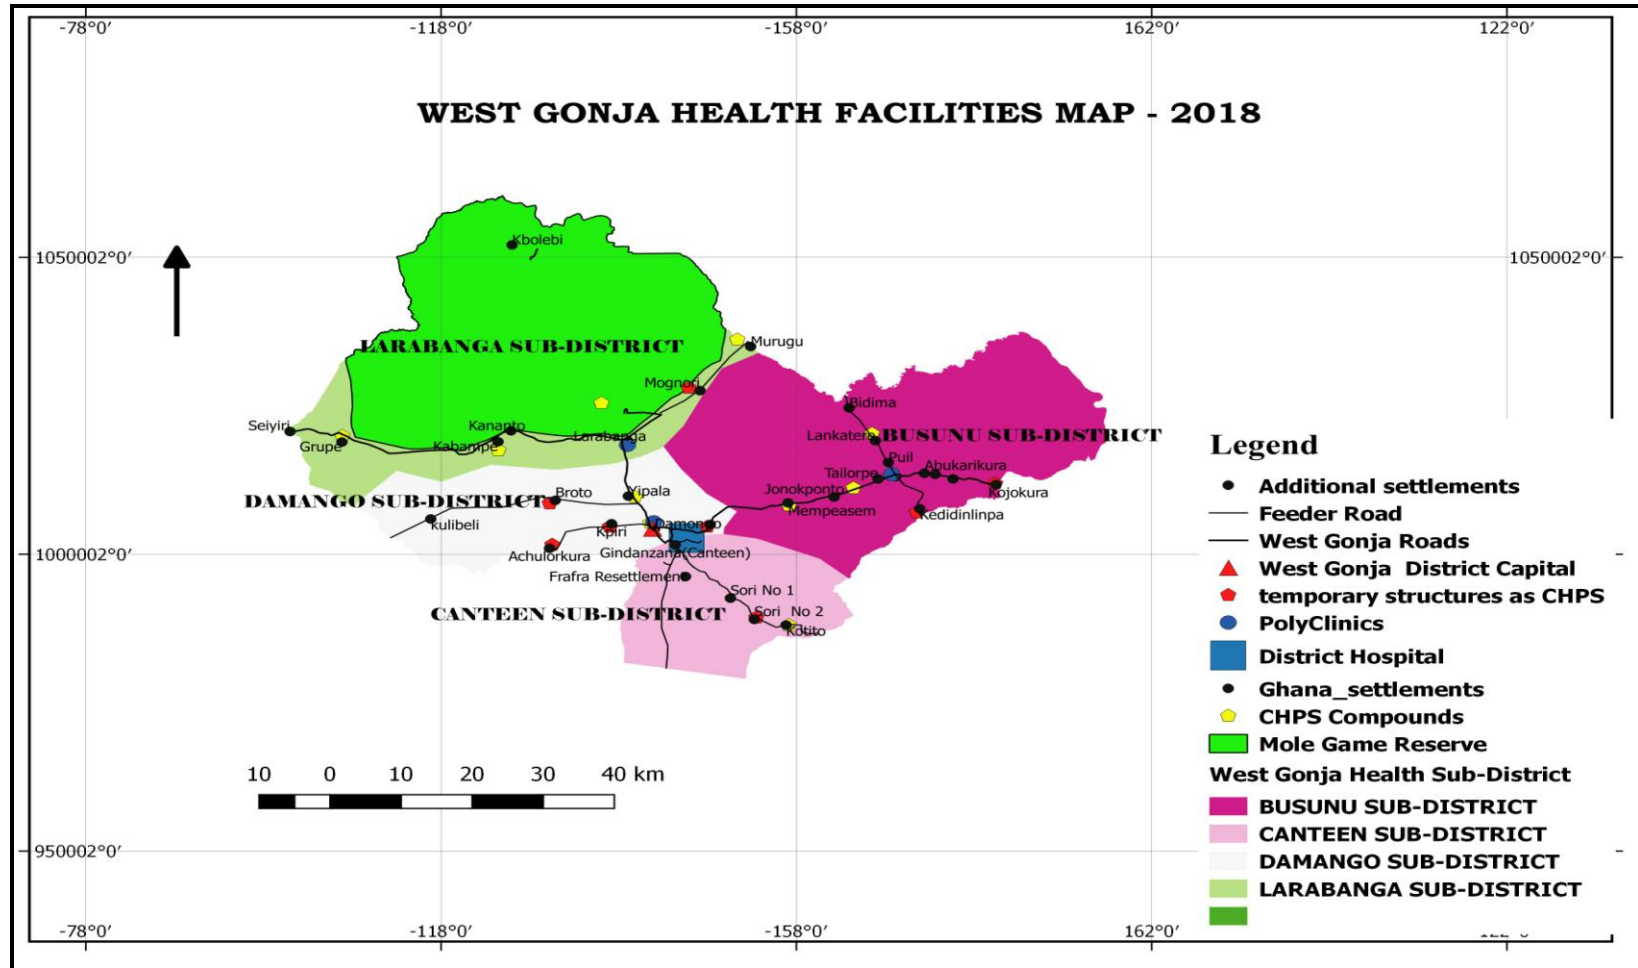 -78°0′ -118°0′ -158°0′ 162°0′ 122°0′
WEST GONJA HEALTH FACILITIES MAP - 2018
Kbolebi
1050002°0′ 1050002°0′
LARABANGA SUB-DISTRICT
Murugu
Mognori
Bidima
Seiyiri
Kananto
Larabanga
Lankatere
BUSUNU SUB-DISTRICT
Grupe
Kabampe
Puil
Tailorpe
Abukarikura
Jonokponto
Kojokura
DAMANGO SUB-DISTRICT
Broto
Yipala
Mempeasem
Kedidinlinpa
kulibeli
Kpiri
Damongo
Achulorkura
Gindanzana(Canteen)
1000002°0′
Frafra Resettlemen
Sori No 1
CANTEEN SUB-DISTRICT
Sori No 2
Kotito
10 0 10 20 30 40 km
950002°0′
-78°0′ -118°0′ -158°0′ 162°0′
Legend
Additional settlements
Feeder Road
West Gonja Roads
West Gonja District Capital
temporary structures as CHPS
PolyClinics
District Hospital
Ghana_settlements
CHPS Compounds
Mole Game Reserve
West Gonja Health Sub-District
BUSUNU SUB-DISTRICT
CANTEEN SUB-DISTRICT
DAMANGO SUB-DISTRICT
LARABANGA SUB-DISTRICT